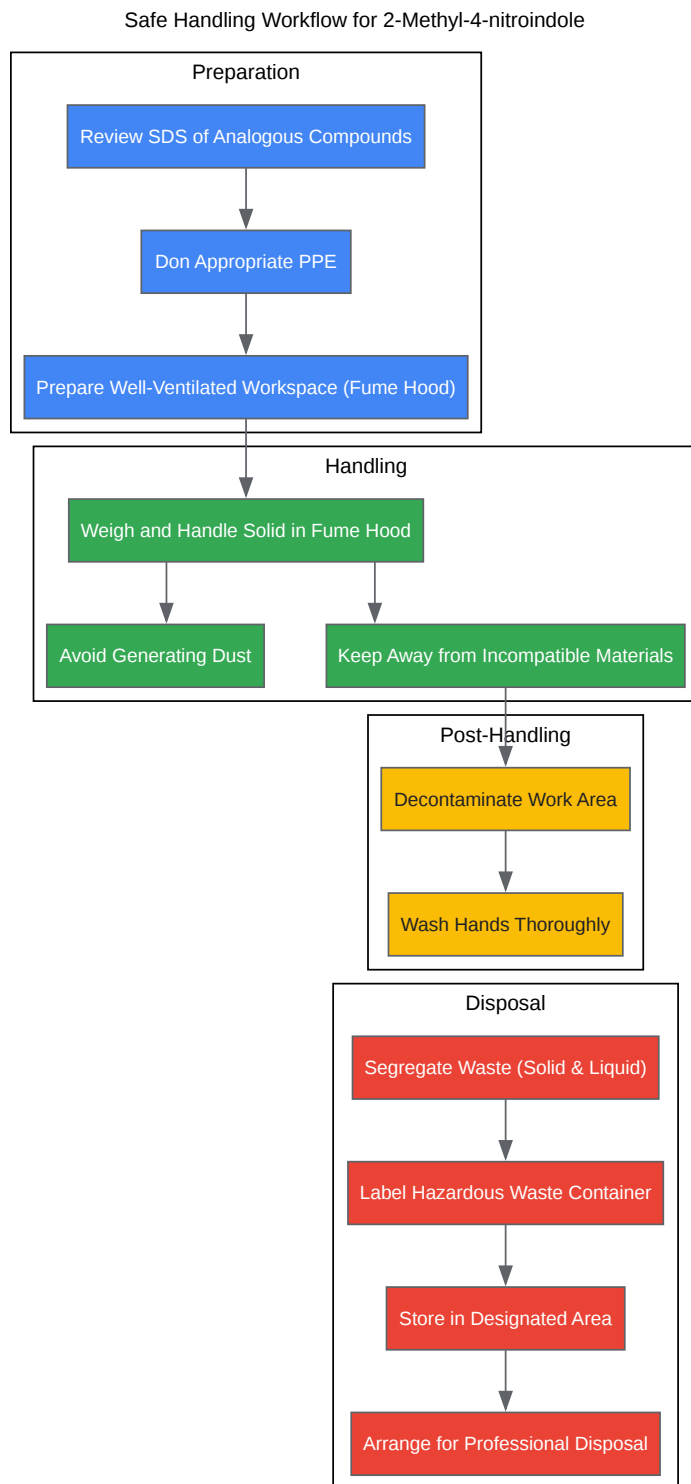 Safe Handling Workflow for 2-Methyl-4-nitroindole
Preparation
Review SDS of Analogous Compounds
Don Appropriate PPE
Prepare Well-Ventilated Workspace (Fume Hood)
Handling
Weigh and Handle Solid in Fume Hood
Avoid Generating Dust
Keep Away from Incompatible Materials
Post-Handling
Decontaminate Work Area
Wash Hands Thoroughly
Disposal
Segregate Waste (Solid & Liquid)
Label Hazardous Waste Container
Store in Designated Area
Arrange for Professional Disposal